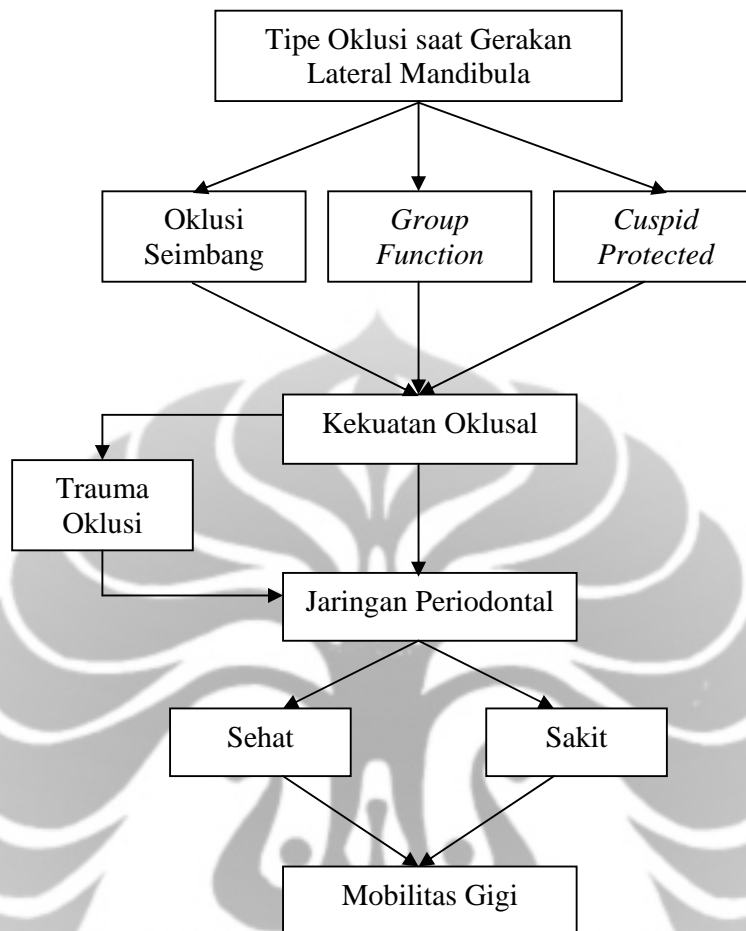 Tipe Oklusi saat Gerakan
Lateral Mandibula
Oklusi
Seimbang
Group
Function
Cuspid
Protected
Kekuatan Oklusal
Trauma
Oklusi
Jaringan Periodontal
Sehat
Sakit
Mobilitas Gigi